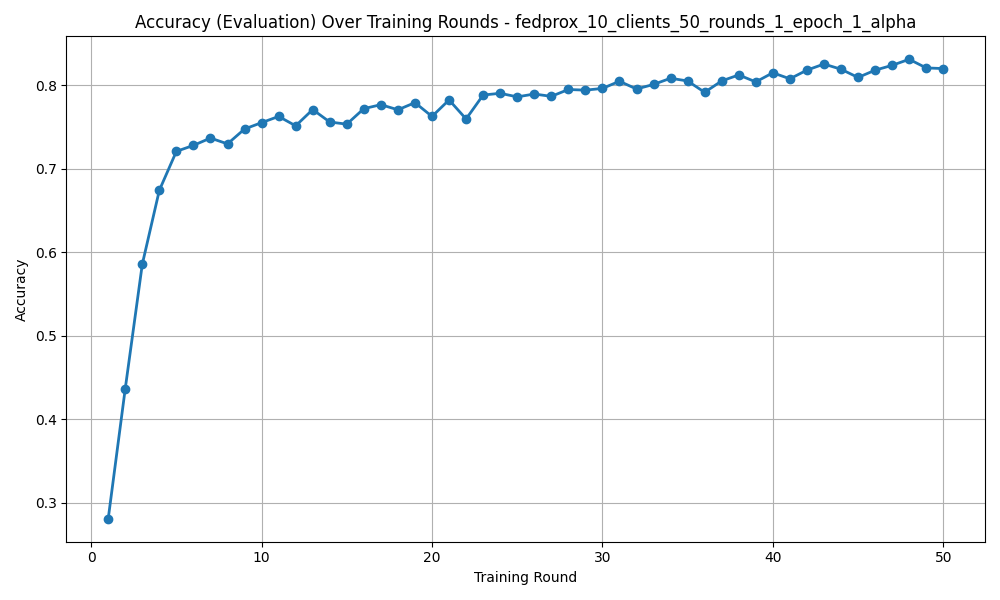 Accuracy (Evaluation) Over Training Rounds - fedprox_10_clients_50_rounds_1_epoch_1_alpha
Accuracy
0.8
0.7
0.6
0.5
0.4
0.3
0 10 20 30 40 50
Training Round